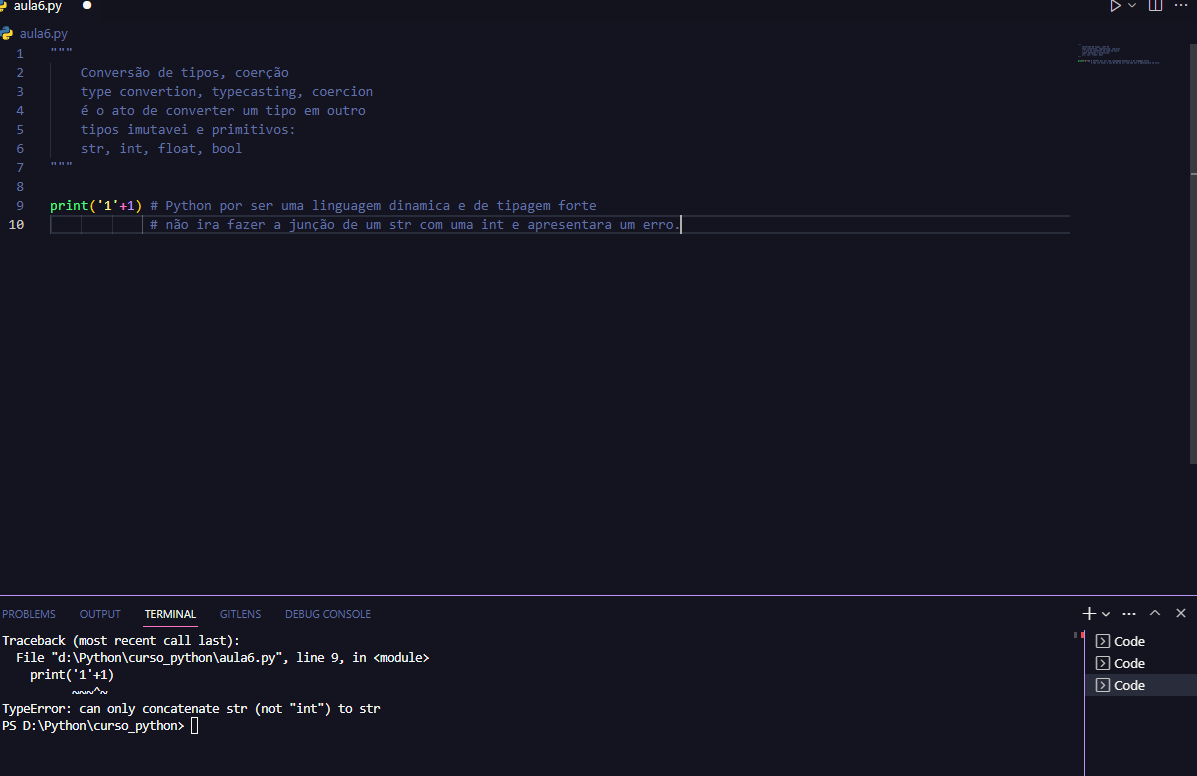 aula6.py
aula6.py
1 """
2 Conversão de tipos, coerção
3 type convertion, typecasting, coercion
4 é o ato de converter um tipo em outro
5 tipos imutavei e primitivos:
6 str, int, float, bool
7 """
8
9 print('1'+1) # Python por ser uma linguagem dinamica e de tipagem forte
10 # não ira fazer a junção de um str com uma int e apresentara um erro.
PROBLEMS OUTPUT TERMINAL GITLENS DEBUG CONSOLE
Traceback (most recent call last):
File "d:\Python\curso_python\aula6.py", line 9, in <module>
print('1'+1)
~~~^~
TypeError: can only concatenate str (not "int") to str
PS D:\Python\curso_python>
Code
Code
Code